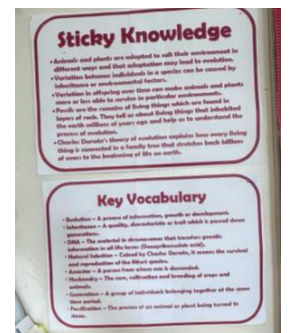 Sticky Knowledge
• Animals and plants are adapted to suit their environment in
different ways and that adaptation may lead to evolution.
• Variation between individuals in a species can be caused by
inheritance or environmental factors.
• Variation in offspring over time can make animals and plants
more or less able to survive in particular environments.
• Fossils are the remains of living things which are found in
layers of rock. They tell us about living things that inhabited
the earth millions of years ago and help us to understand the
process of evolution.
• Charles Darwin's theory of evolution explains how every living
thing is connected in a family tree that stretches back billions
of years to the beginning of life on earth.
Key Vocabulary
• Evolution – A process of formation, growth or development.
• Inheritance – A quality, characteristic or trait which is passed down
generations.
• DNA – The material in chromosomes that transfers genetic
information in all life forms
• Natural Selection – Coined by Charles Darwin, it means the survival
and reproduction of the fittest species.
• Ancestor – A person from whom one is descended.
• Husbandry – The care, cultivation and breeding of crops and
animals.
• Generation – A group of individuals belonging together at the same
time period.
• Fossilization – The process of an animal or plant being turned to
stone.